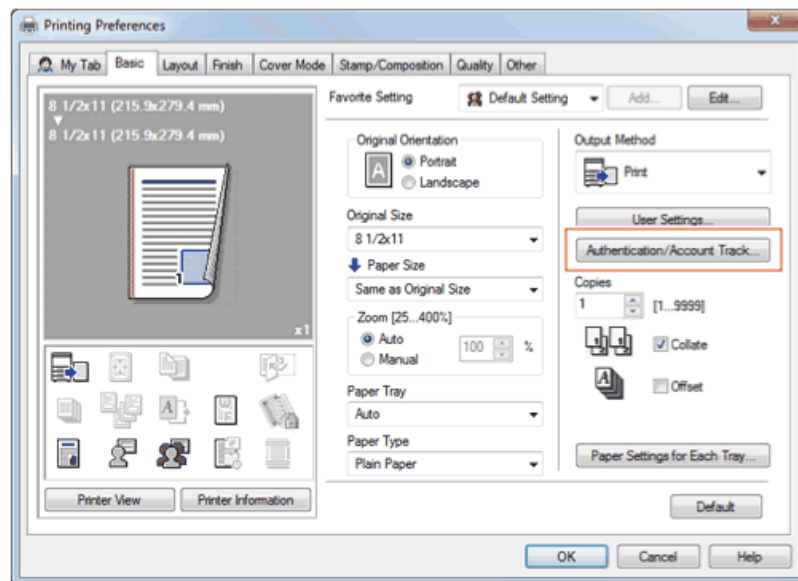 Printing Preferences
My Tab Basic Layout Finish Cover Mode Stamp/Composition Quality Other
8 1/2x11 (215.9x279.4 mm)
8 1/2x11 (215.9x279.4 mm)
1
x1
Printer View Printer Information
Favorite Setting Default Setting Add... Edit...
Original Orientation
A Portrait
Landscape
Original Size
8 1/2x11
Paper Size
Same as Original Size
Zoom [25...400%]
Auto
Manual
100 %
Paper Tray
Auto
Paper Type
Plain Paper
Output Method
Print
User Settings...
Authentication/Account Track...
Copies
1 [1...9999]
Collate
Offset
Paper Settings for Each Tray...
Default
OK Cancel Help